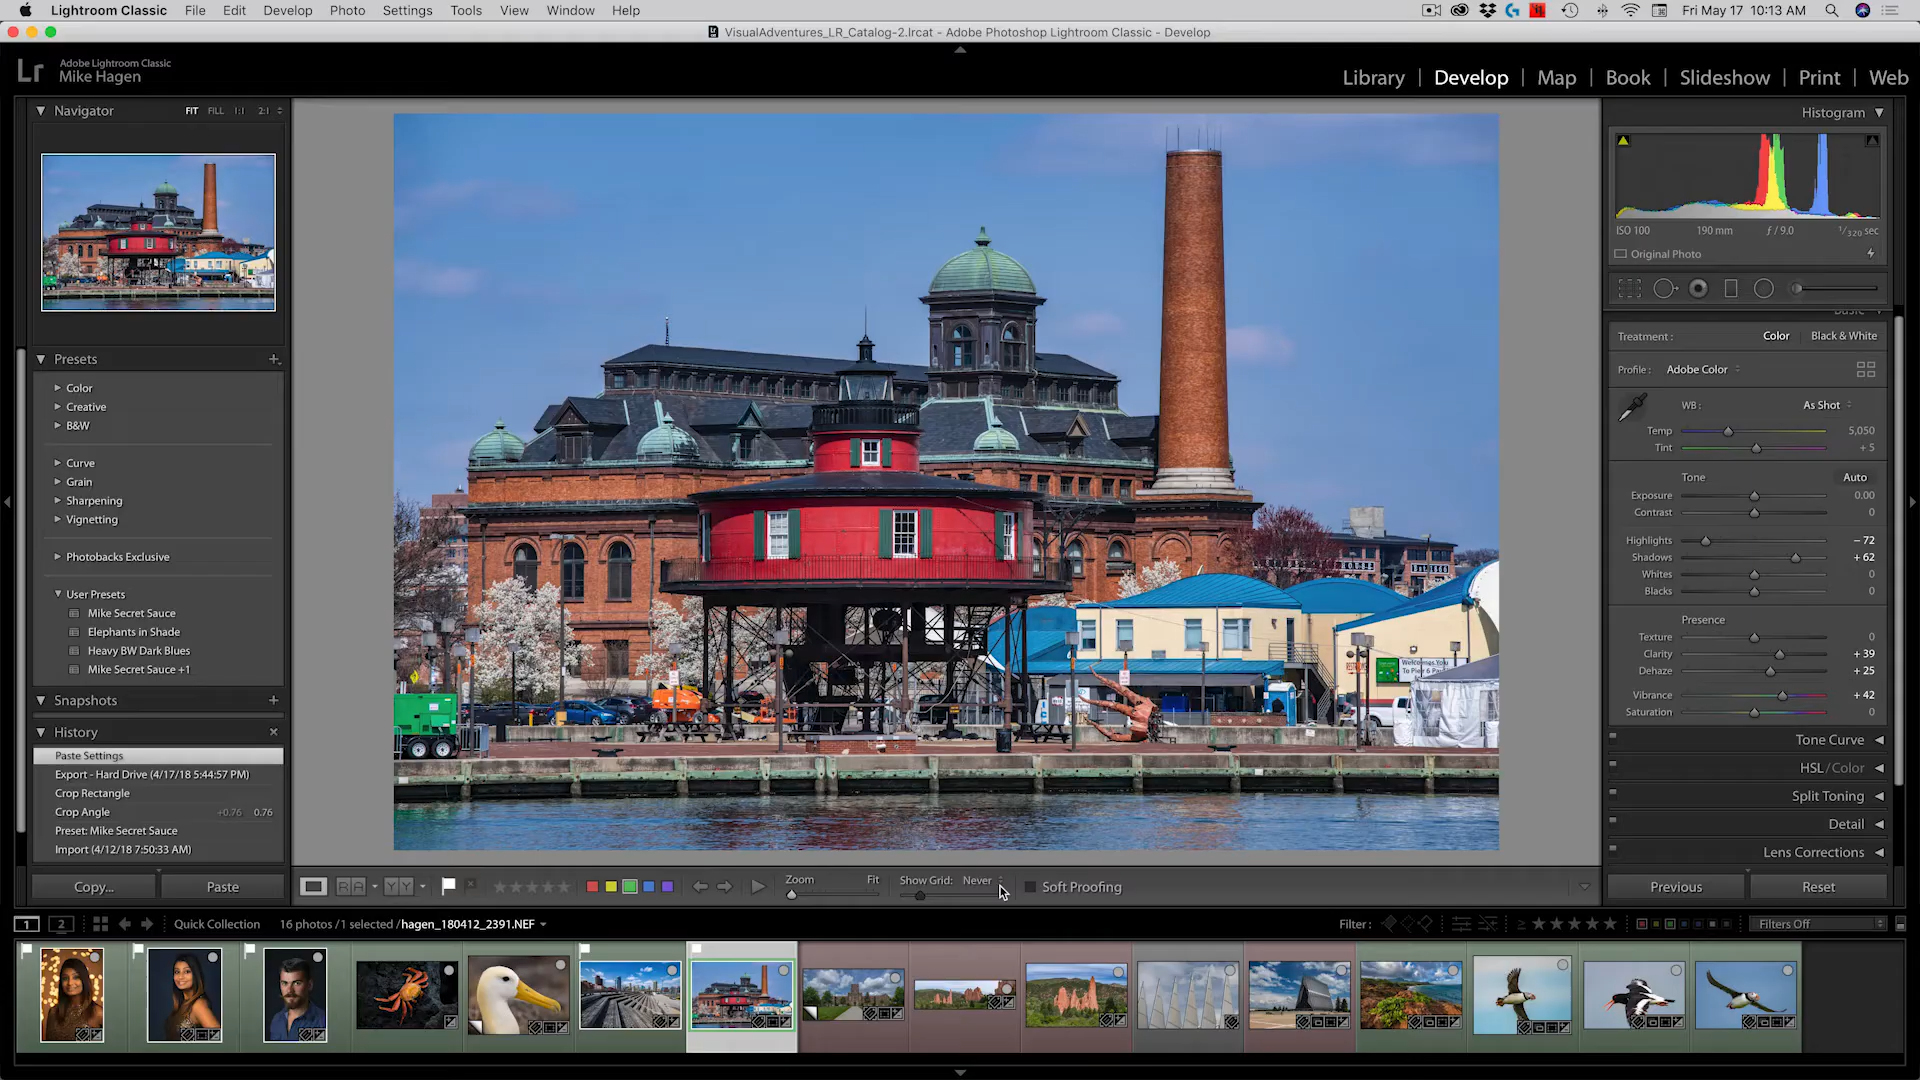 Lightroom Classic File Edit Develop Photo Settings Tools View Window Help Fri May 17 10:13 AM
VisualAdventures_LR_Catalog-2.lrcat - Adobe Photoshop Lightroom Classic - Develop
Lr
Adobe Lightroom Classic
Mike Hagen
Library | Develop | Map | Book | Slideshow | Print | Web
Navigator FIT FILL 1:1 2:1
Presets
Color
Creative
B&W
Curve
Grain
Sharpening
Vignetting
Photobacks Exclusive
User Presets
Mike Secret Sauce
Elephants in Shade
Heavy BW Dark Blues
Mike Secret Sauce +1
Snapshots
History
Paste Settings
Export - Hard Drive (4/17/18 5:44:57 PM)
Crop Rectangle
Crop Angle +0.76 0.76
Preset: Mike Secret Sauce
Import (4/12/18 7:50:33 AM)
Copy... Paste
Histogram
ISO 100 190 mm ƒ / 9.0 1/320 sec
Original Photo
Basic
Treatment : Color Black & White
Profile : Adobe Color
WB : As Shot
Temp 5,050
Tint + 5
Tone Auto
Exposure 0.00
Contrast 0
Highlights − 72
Shadows + 62
Whites 0
Blacks 0
Presence
Texture 0
Clarity + 39
Dehaze + 25
Vibrance + 42
Saturation 0
Tone Curve
HSL / Color
Split Toning
Detail
Lens Corrections
Previous Reset
R A Y Y Zoom Fit Show Grid: Never Soft Proofing
1 2 Quick Collection 16 photos / 1 selected / hagen_180412_2391.NEF Filter : Filters Off